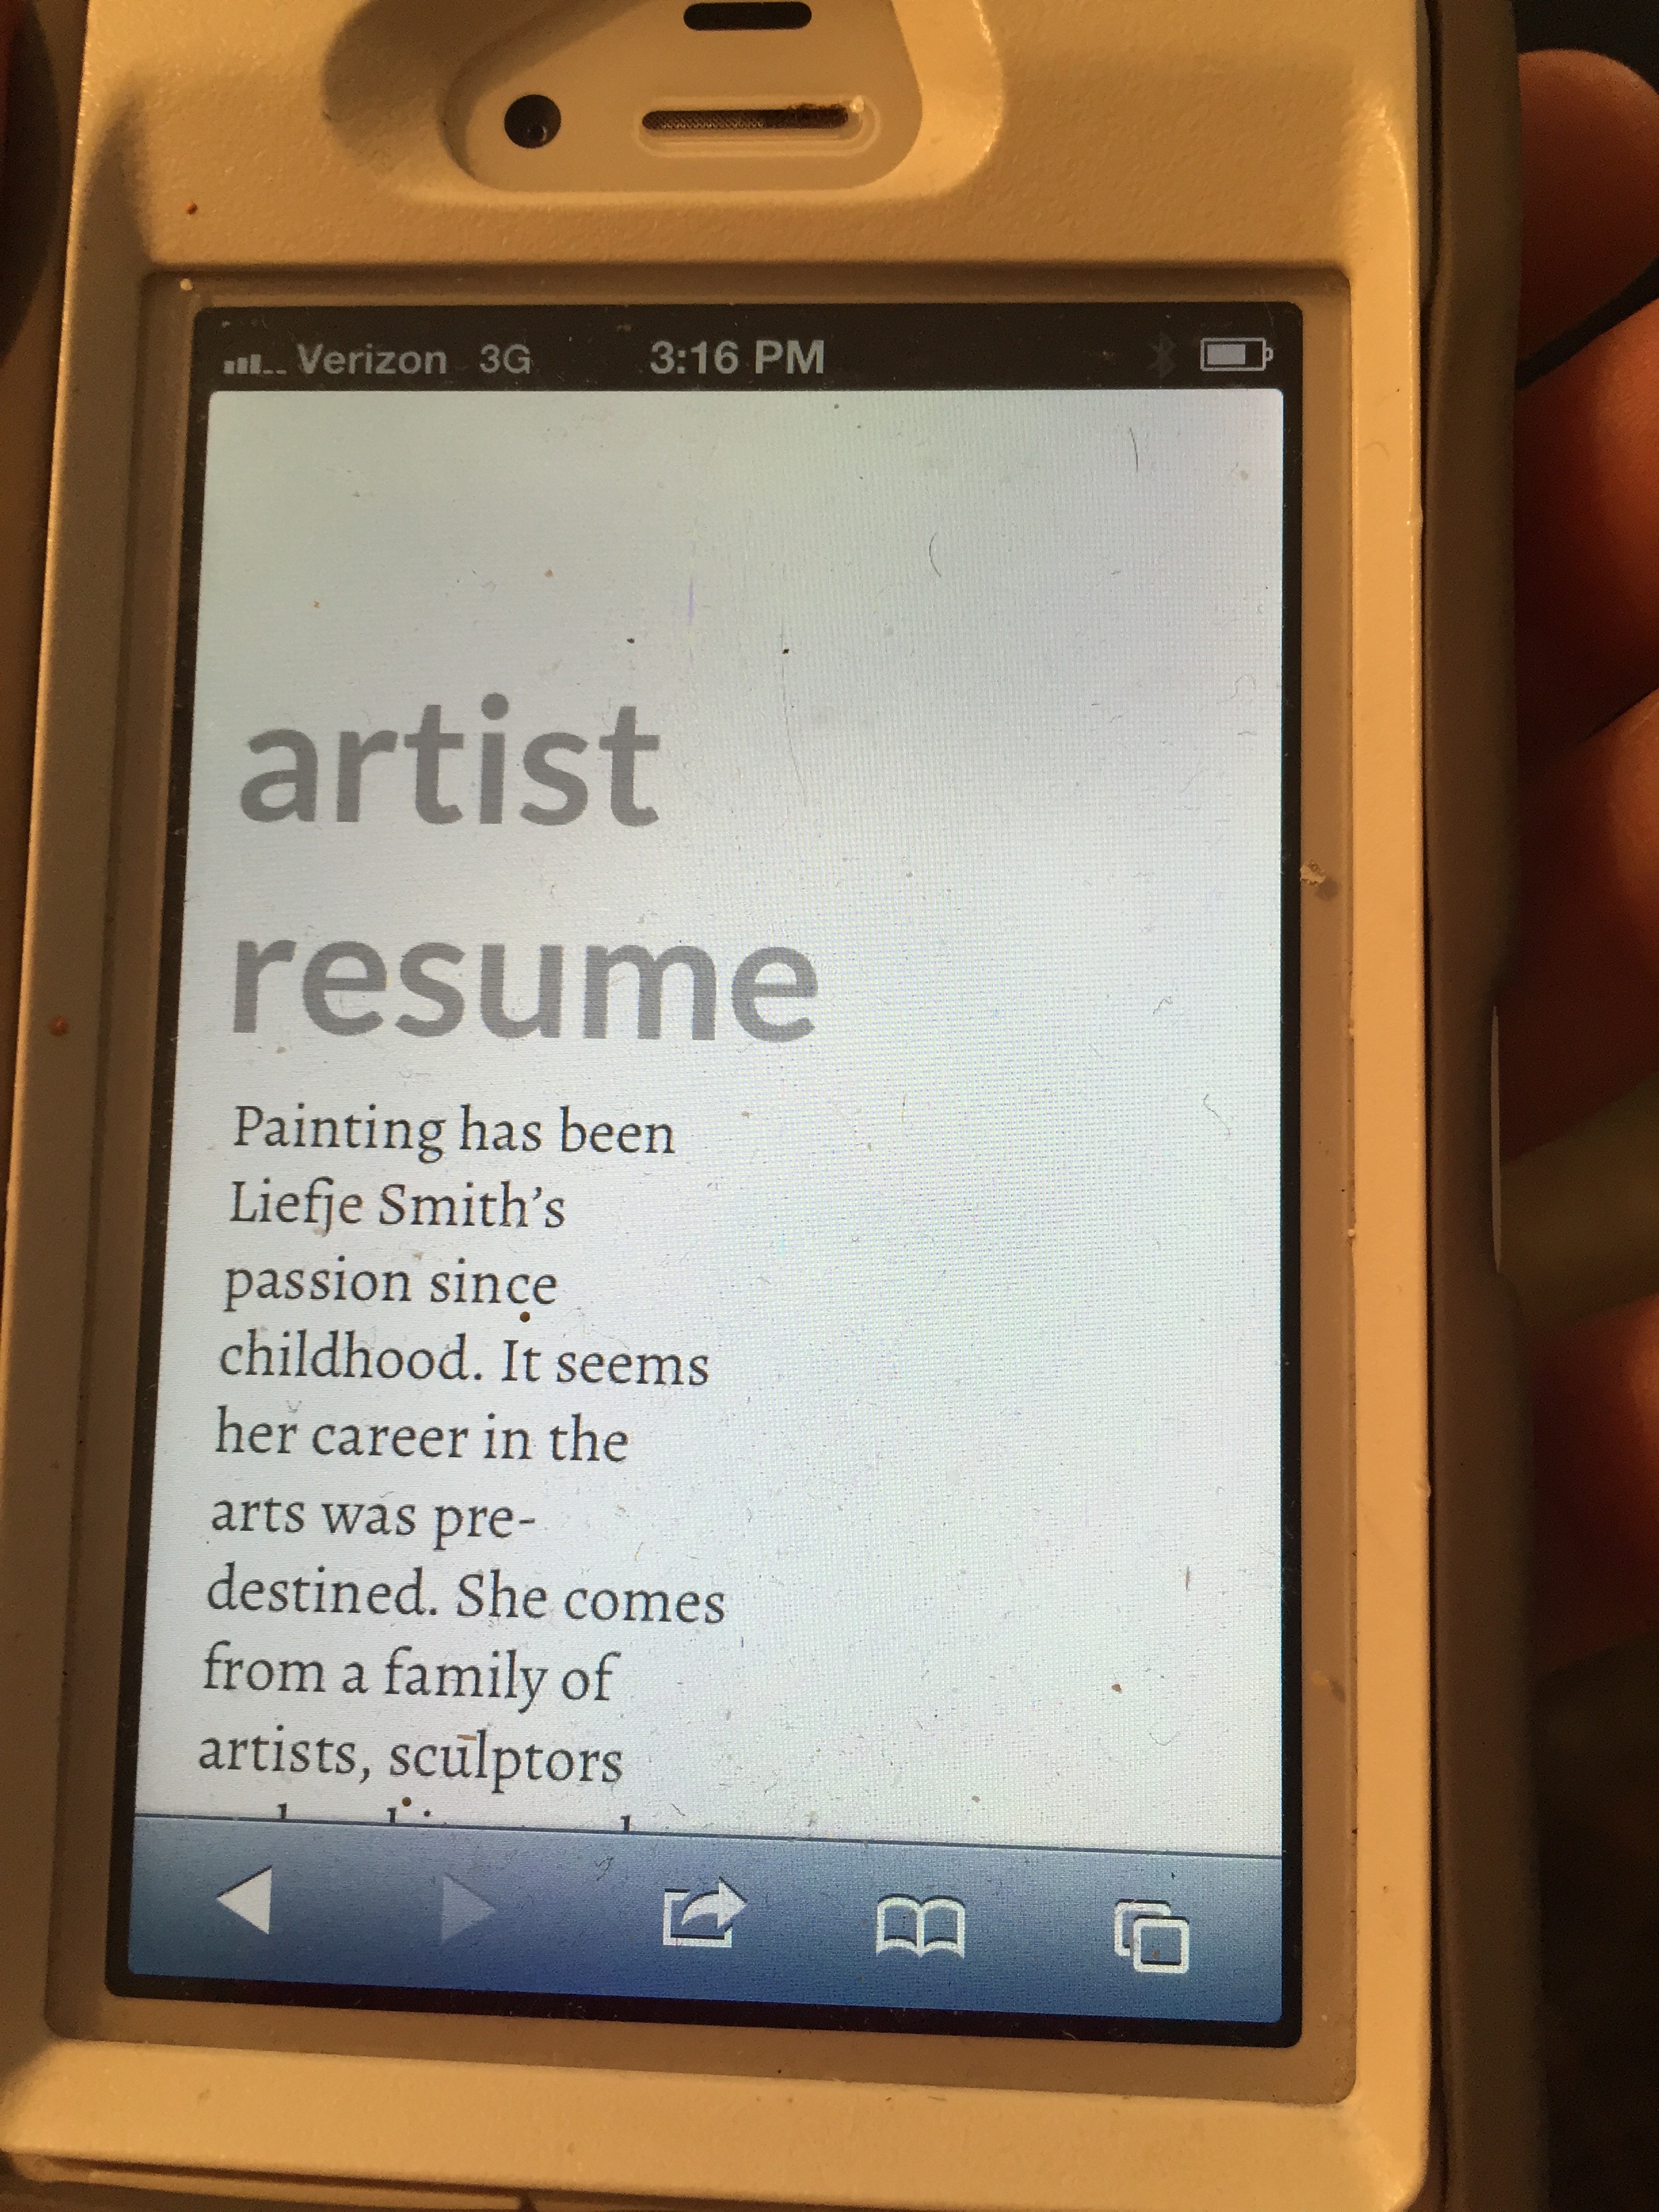 Verizon 3G 3:16 PM
artist
resume
Painting has been
Liefje Smith’s
passion since
childhood. It seems
her career in the
arts was pre-
destined. She comes
from a family of
artists, sculptors